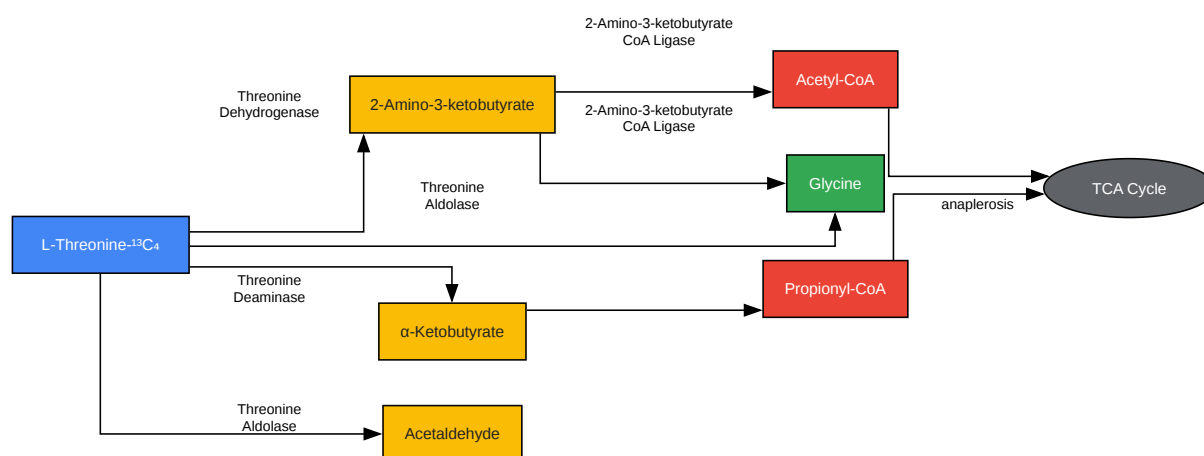 2-Amino-3-ketobutyrate
CoA Ligase
Acetyl-CoA
Threonine
Dehydrogenase
2-Amino-3-ketobutyrate
2-Amino-3-ketobutyrate
CoA Ligase
Threonine
Aldolase
Glycine
TCA Cycle
anaplerosis
L-Threonine-¹³C₄
Threonine
Deaminase
Propionyl-CoA
α-Ketobutyrate
Threonine
Aldolase
Acetaldehyde